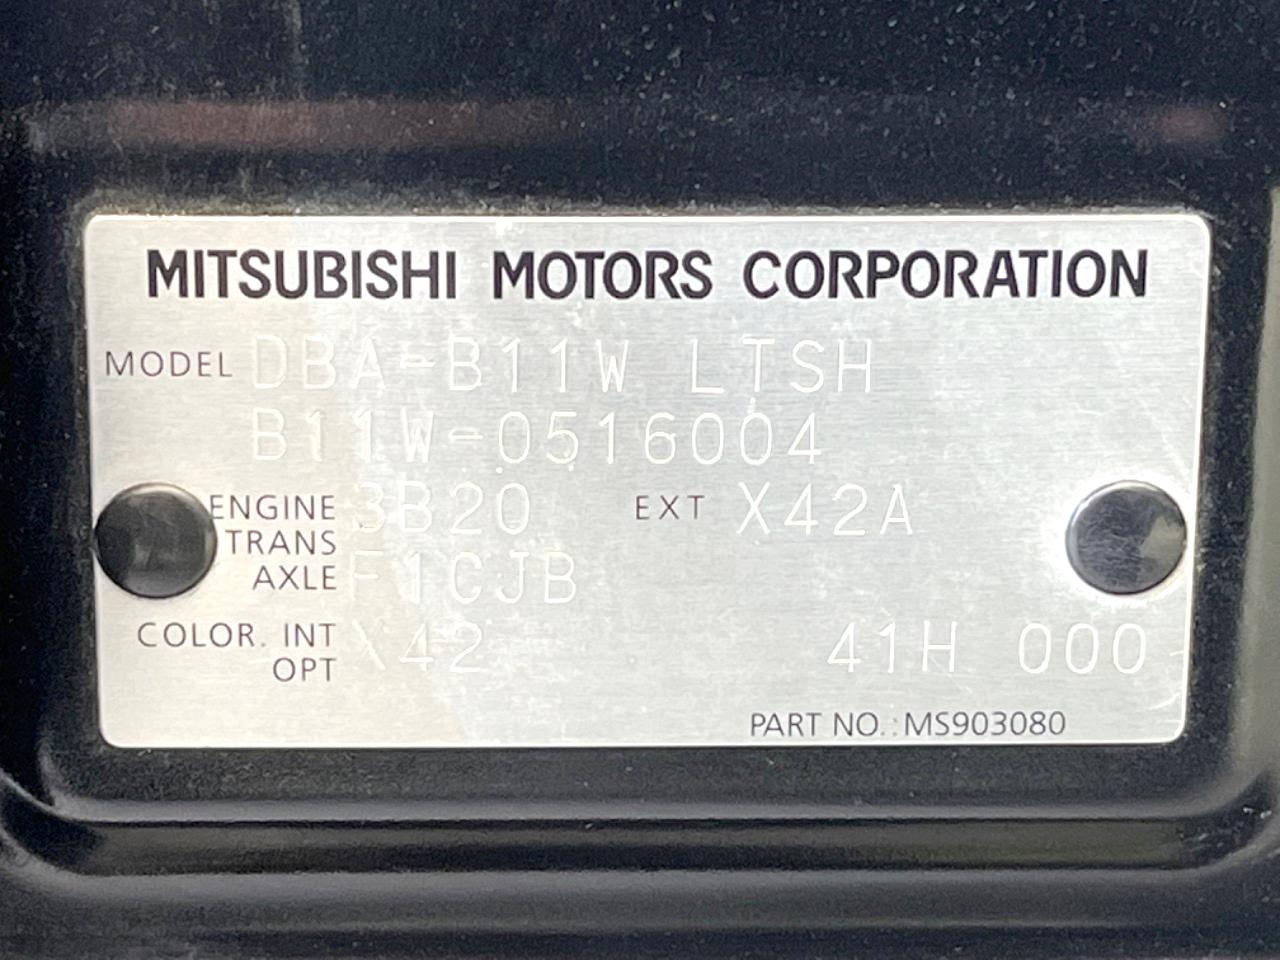 MITSUBISHI MOTORS CORPORATION
MODEL DBA-B11W LTSH
B11W-0516004
ENGINE 3B20 EXT X42A
TRANS
AXLE F1CJB
COLOR. INT X42 41H 000
OPT
PART NO.: MS903080